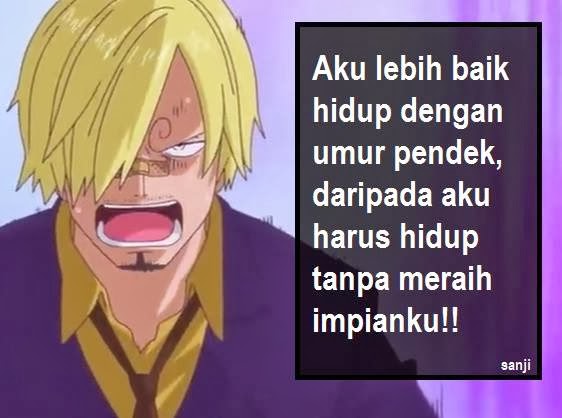 Aku lebih baik
hidup dengan
umur pendek,
daripada aku
harus hidup
tanpa meraih
impianku!!
sanji